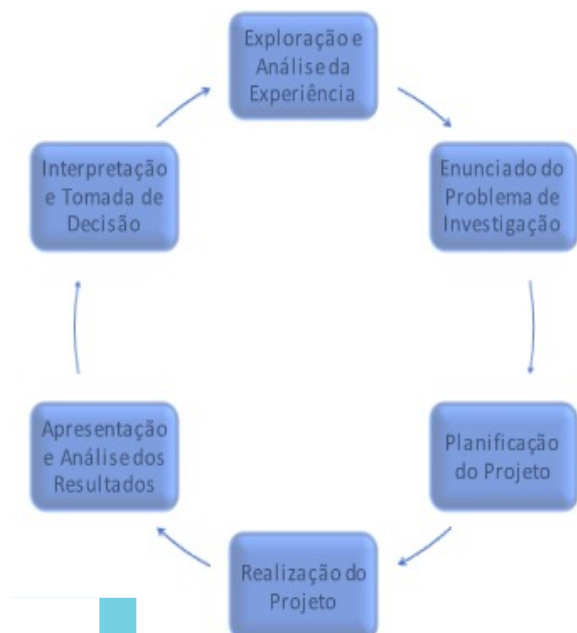 Exploração e
Análise da
Experiência
Enunciado do
Problema de
Investigação
Planificação
do Projeto
Realização do
Projeto
Apresentação
e Análise dos
Resultados
Interpretação
e Tomada de
Decisão